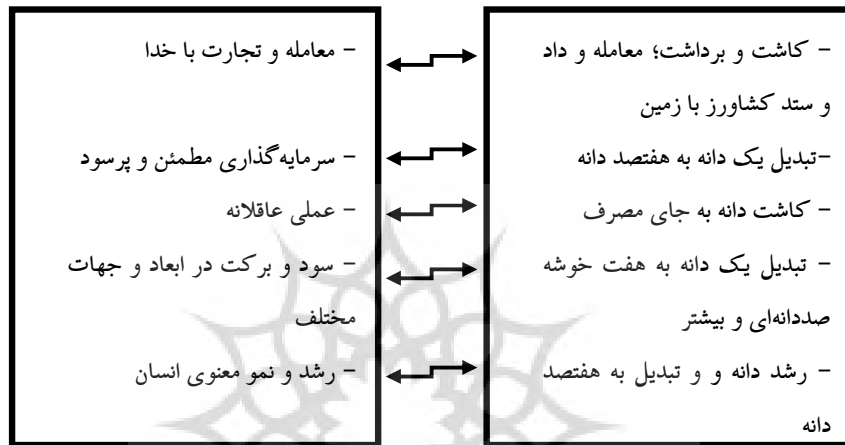 – کاشت و برداشت؛ معامله و داد
و ستد کشاورز با زمین
–تبدیل یک دانه به هفتصد دانه
– کاشت دانه به جای مصرف
– تبدیل یک دانه به هفت خوشه
صددانه‌ای و بیشتر
– رشد دانه و و تبدیل به هفتصد
دانه
– معامله و تجارت با خدا
– سرمایه‌گذاری مطمئن و پرسود
– عملی عاقلانه
– سود و برکت در ابعاد و جهات
مختلف
– رشد و نمو معنوی انسان